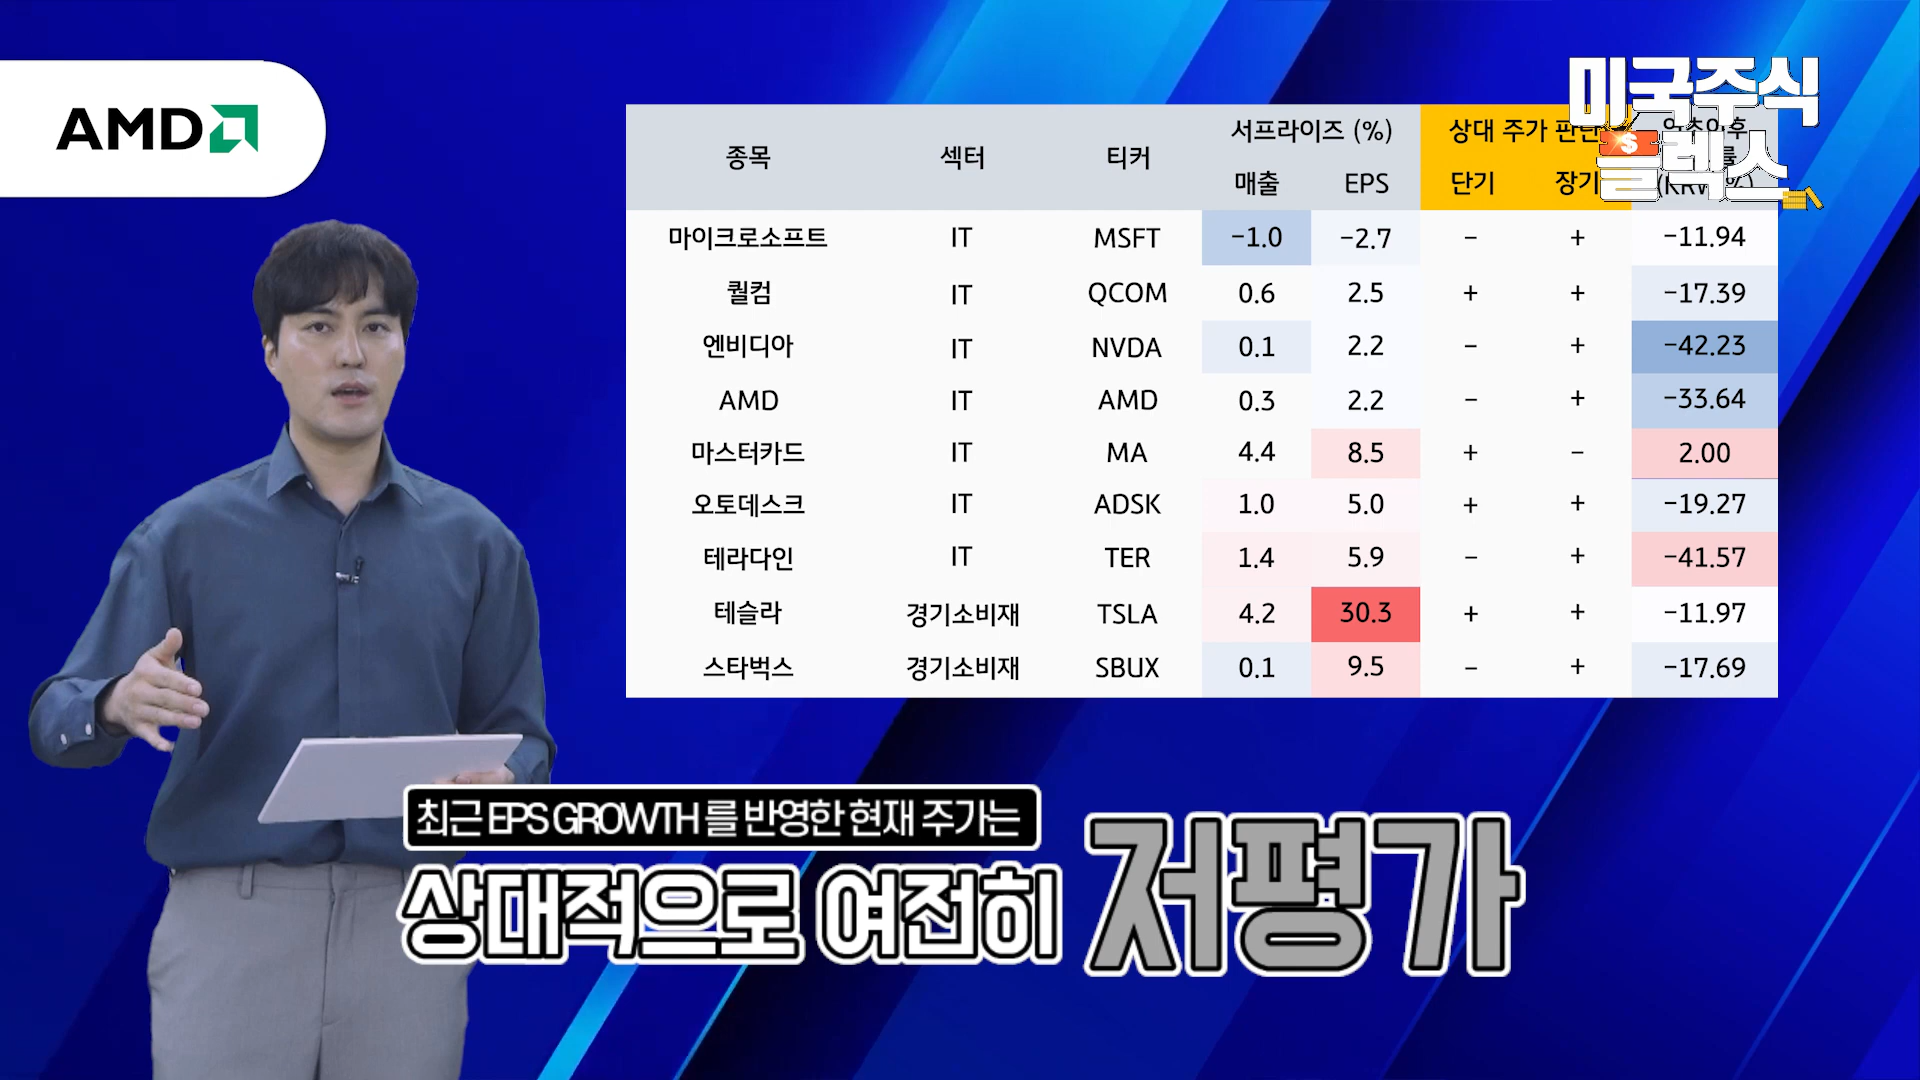 AMD
미국주식
플렉스
종목 섹터 티커 서프라이즈 (%) 상대 주가 판단
매출 EPS 단기 장기
마이크로소프트 IT MSFT -1.0 -2.7 - + -11.94
퀄컴 IT QCOM 0.6 2.5 + + -17.39
엔비디아 IT NVDA 0.1 2.2 - + -42.23
AMD IT AMD 0.3 2.2 - + -33.64
마스터카드 IT MA 4.4 8.5 + - 2.00
오토데스크 IT ADSK 1.0 5.0 + + -19.27
테라다인 IT TER 1.4 5.9 - + -41.57
테슬라 경기소비재 TSLA 4.2 30.3 + + -11.97
스타벅스 경기소비재 SBUX 0.1 9.5 - + -17.69
최근 EPS GROWTH 를 반영한 현재 주가는
상대적으로 여전히 저평가